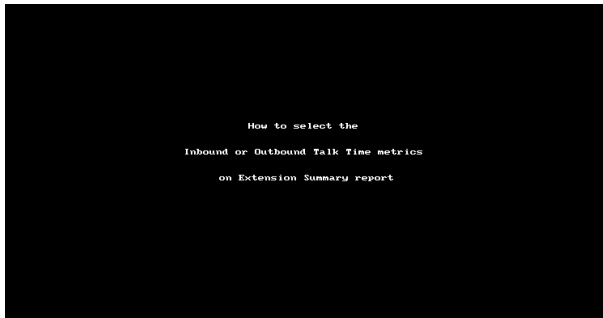 How to select the
Inbound or Outbound Talk Time metrics
on Extension Summary report